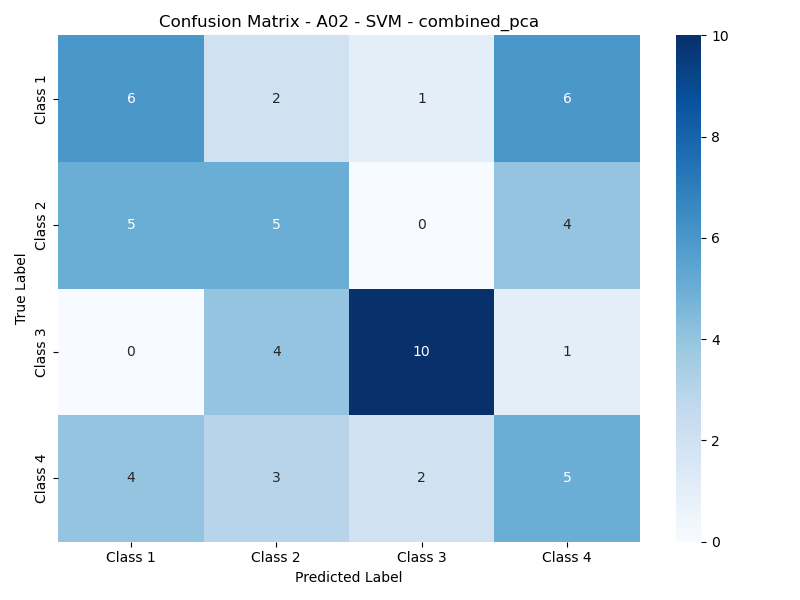 Confusion Matrix - A02 - SVM - combined_pca
True Label
Class 1
6 2 1 6
Class 2
5 5 0 4
Class 3
0 4 10 1
Class 4
4 3 2 5
Class 1 Class 2 Class 3 Class 4
Predicted Label
10
8
6
4
2
0